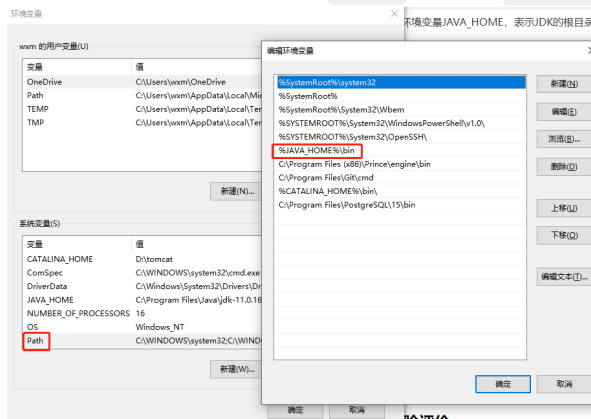 环境变量
wxm 的用户变量(U)
变量 值
OneDrive C:\Users\wxm\OneDrive
Path C:\Users\wxm\AppData\Local\Mic
TEMP C:\Users\wxm\AppData\Local\Ter
TMP C:\Users\wxm\AppData\Local\Ter
新建(N)...
系统变量(S)
变量 值
CATALINA_HOME D:\tomcat
ComSpec C:\WINDOWS\system32\cmd.exe
DriverData C:\Windows\System32\Drivers\Dr
JAVA_HOME C:\Program Files\Java\jdk-11.0.16
NUMBER_OF_PROCESSORS 16
OS Windows_NT
Path C:\WINDOWS\system32;C:\WIND
新建(W)...
确定 取消
环境变量JAVA_HOME，表示JDK的根目录
编辑环境变量
%SystemRoot%\system32
%SystemRoot%
%SystemRoot%\System32\Wbem
%SYSTEMROOT%\System32\WindowsPowerShell\v1.0\
%SYSTEMROOT%\System32\OpenSSH\
%JAVA_HOME%\bin
C:\Program Files (x86)\Prince\engine\bin
C:\Program Files\Git\cmd
%CATALINA_HOME%\bin\
C:\Program Files\PostgreSQL\15\bin
新建(N)
编辑(E)
浏览(B)...
删除(D)
上移(U)
下移(O)
编辑文本(T)...
确定 取消